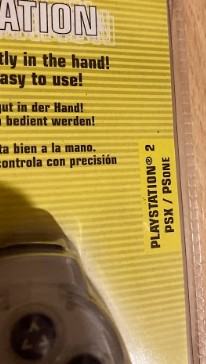 ATION
tly in the hand!
easy to use!
gut in der Hand!
bedient werden!
ta bien a la mano.
controla con precisión
PLAYSTATION® 2
PSX / PSONE